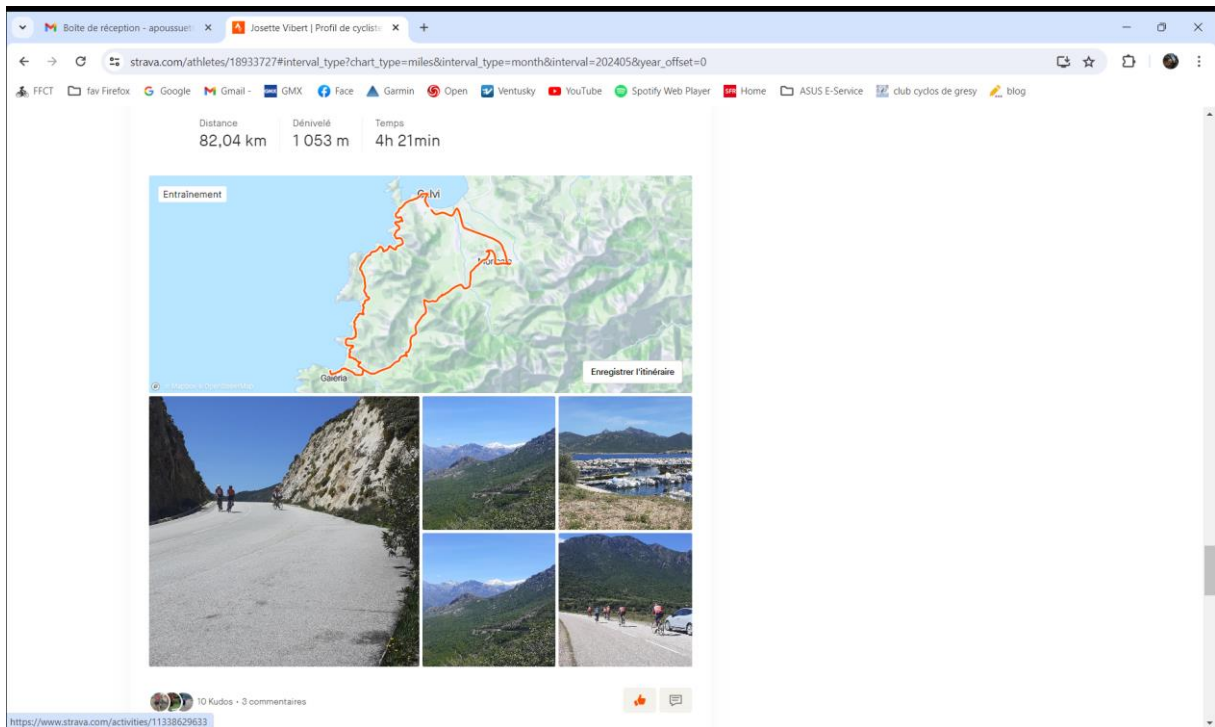 Boîte de réception - apoussuet
Josette Vibert | Profil de cycliste
strava.com/athletes/18933727#interval_type?chart_type=miles&interval_type=month&interval=202405&year_offset=0
FFCT fav Firefox Google Gmail - GMX Face Garmin Open Ventusky YouTube Spotify Web Player SFR Home ASUS E-Service club cyclos de gresy blog
Distance Dénivelé Temps
82,04 km 1 053 m 4h 21min
Entraînement
Calvi
Galéria
Enregistrer l'itinéraire
10 Kudos • 3 commentaires
https://www.strava.com/activities/11338629633